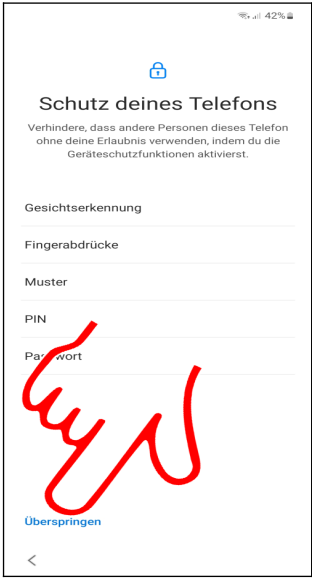 42%
Schutz deines Telefons
Verhindere, dass andere Personen dieses Telefon
ohne deine Erlaubnis verwenden, indem du die
Geräteschutzfunktionen aktivierst.
Gesichtserkennung
Fingerabdrücke
Muster
PIN
Passwort
Überspringen